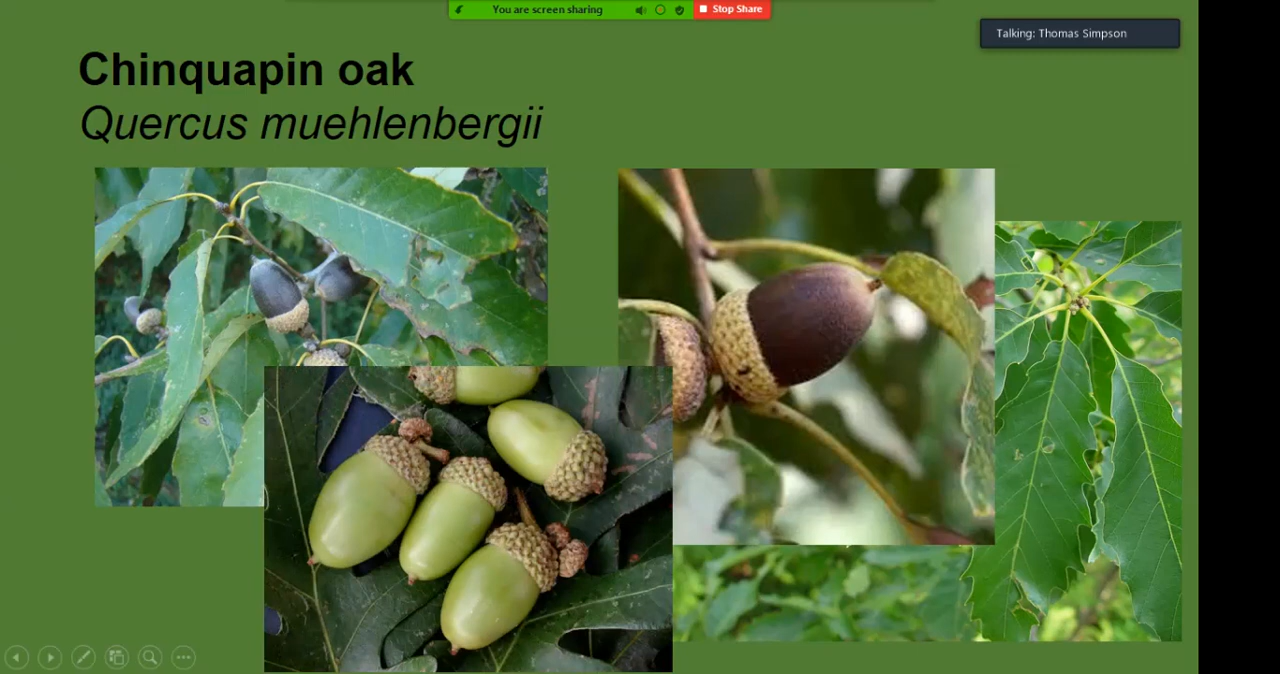 You are screen sharing
Stop Share
Talking: Thomas Simpson
Chinquapin oak
Quercus muehlenbergii